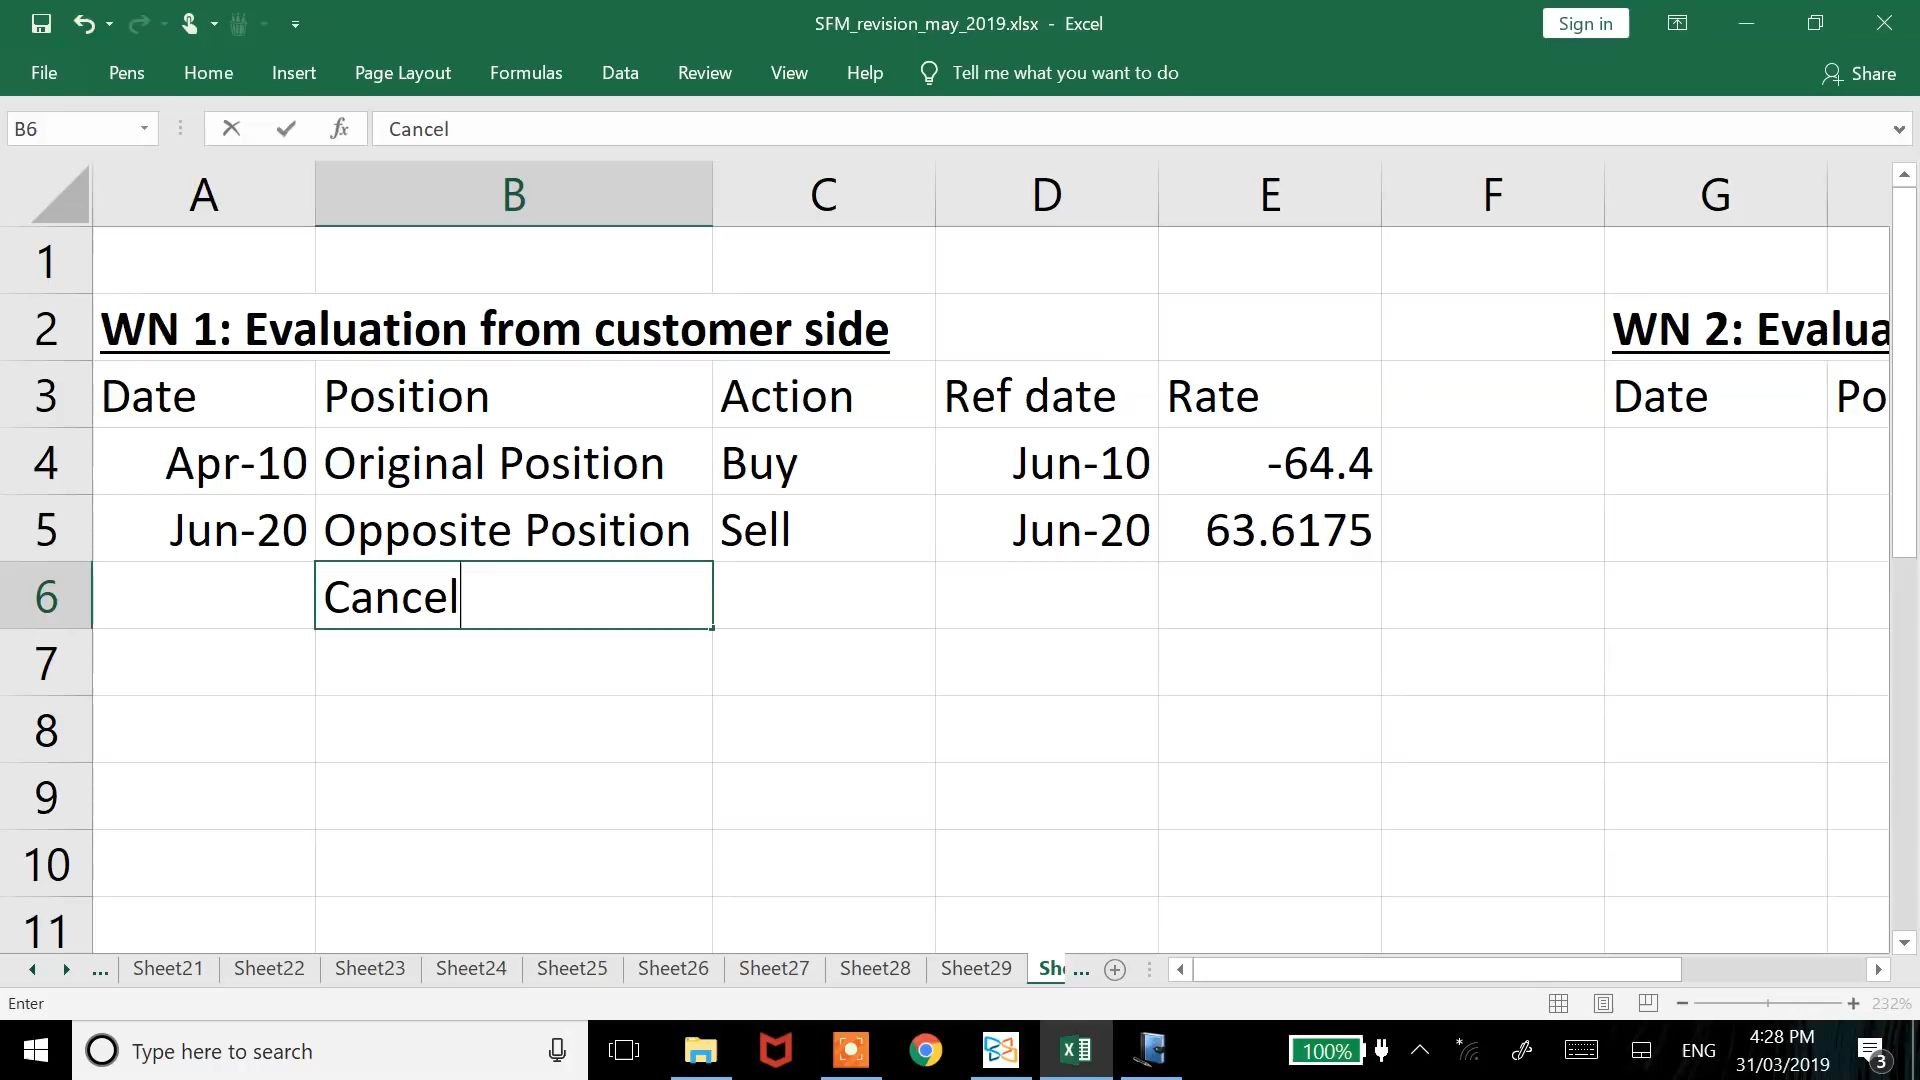 SFM_revision_may_2019.xlsx - Excel
Sign in
File Pens Home Insert Page Layout Formulas Data Review View Help Tell me what you want to do Share
B6 fx Cancel
A B C D E F G
1
2 WN 1: Evaluation from customer side WN 2: Evalua
3 Date Position Action Ref date Rate Date Po
4 Apr-10 Original Position Buy Jun-10 -64.4
5 Jun-20 Opposite Position Sell Jun-20 63.6175
6 Cancel
7
8
9
10
11
... Sheet21 Sheet22 Sheet23 Sheet24 Sheet25 Sheet26 Sheet27 Sheet28 Sheet29 She ...
Enter 232%
Type here to search 100% ENG 4:28 PM
31/03/2019 3